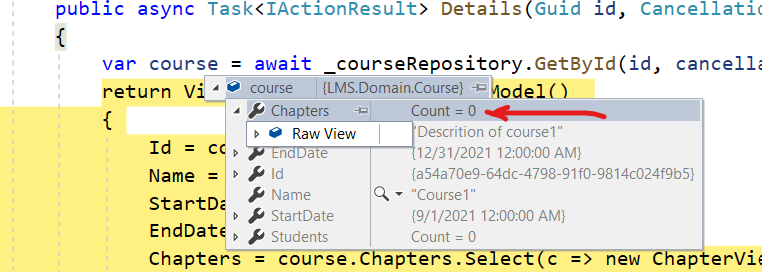 public async Task<IActionResult> Details(Guid id, Cancellatio
{
var course = await _courseRepository.GetById(id, cancella
return Vi
course {LMS.Domain.Course}
Model()
{
Chapters Count = 0
Raw View
"Descrition of course1"
Id = co
EndDate {12/31/2021 12:00:00 AM}
Name =
Id {a54a70e9-64dc-4798-91f0-9814c024f9b5}
Name "Course1"
StartDa
StartDate {9/1/2021 12:00:00 AM}
EndDate
Students Count = 0
Chapters = course.Chapters.Select(c => new ChapterVie